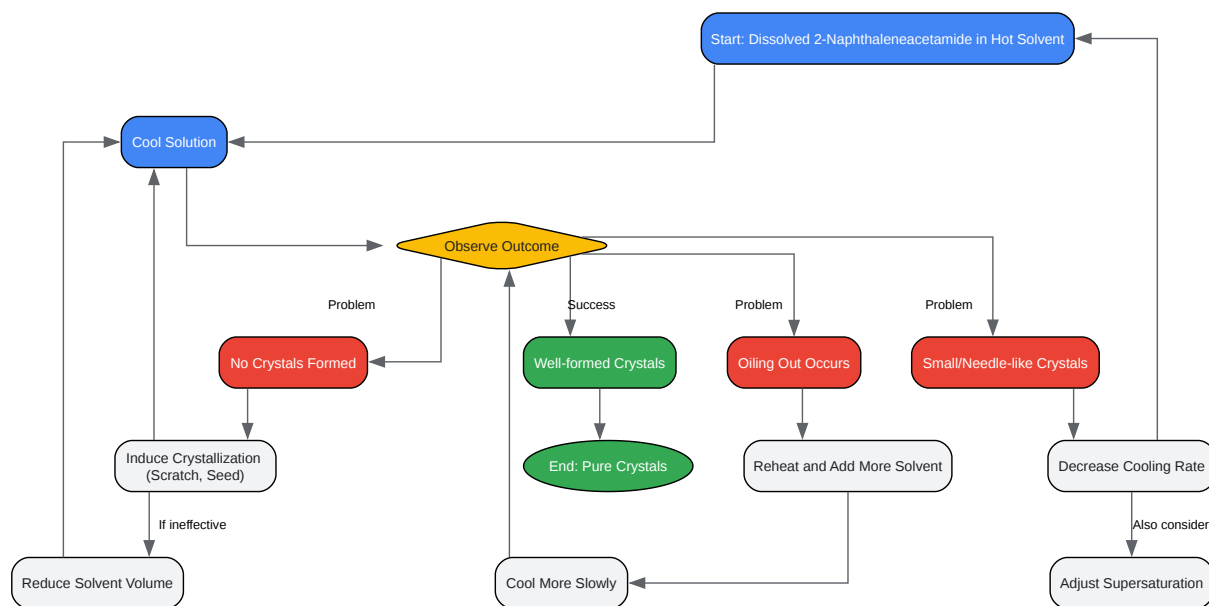 Start: Dissolved 2-Naphthaleneacetamide in Hot Solvent
Cool Solution
Observe Outcome
Problem
Success
Problem
Problem
No Crystals Formed
Well-formed Crystals
Oiling Out Occurs
Small/Needle-like Crystals
Induce Crystallization
(Scratch, Seed)
End: Pure Crystals
Reheat and Add More Solvent
Decrease Cooling Rate
If ineffective
Also consider
Reduce Solvent Volume
Cool More Slowly
Adjust Supersaturation